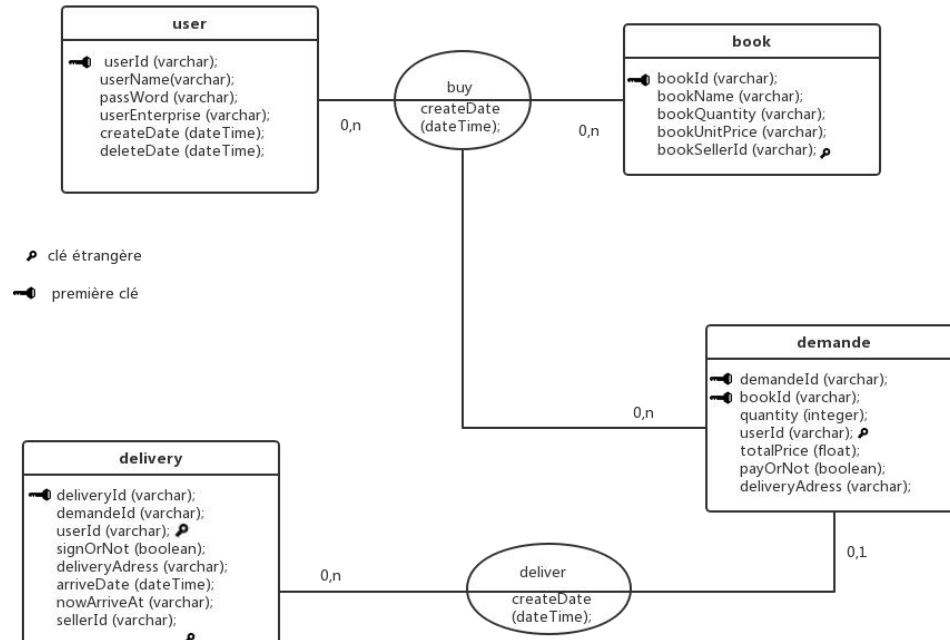 user
userId (varchar);
userName(varchar);
passWord (varchar);
userEnterprise (varchar);
createDate (dateTime);
deleteDate (dateTime);
buy
createDate
(dateTime);
0,n
0,n
book
bookId (varchar);
bookName (varchar);
bookQuantity (varchar);
bookUnitPrice (varchar);
bookSellerId (varchar);
clé étrangère
première clé
0,n
demande
demandeId (varchar);
bookId (varchar);
quantity (integer);
userId (varchar);
totalPrice (float);
payOrNot (boolean);
deliveryAdress (varchar);
delivery
deliveryId (varchar);
demandeId (varchar);
userId (varchar);
signOrNot (boolean);
deliveryAdress (varchar);
arriveDate (dateTime);
nowArriveAt (varchar);
sellerId (varchar);
0,n
deliver
createDate
(dateTime);
0,1